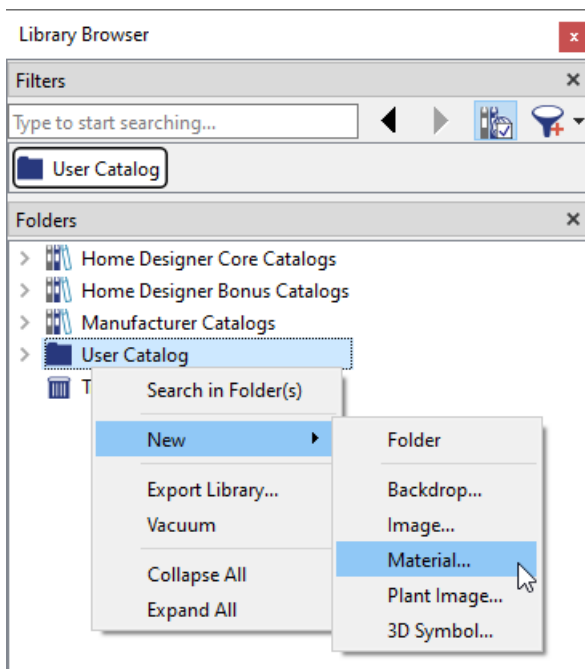 Library Browser
x
Filters
Type to start searching...
User Catalog
Folders
Home Designer Core Catalogs
Home Designer Bonus Catalogs
Manufacturer Catalogs
User Catalog
T
Search in Folder(s)
New
Export Library...
Vacuum
Collapse All
Expand All
Folder
Backdrop...
Image...
Material...
Plant Image...
3D Symbol...